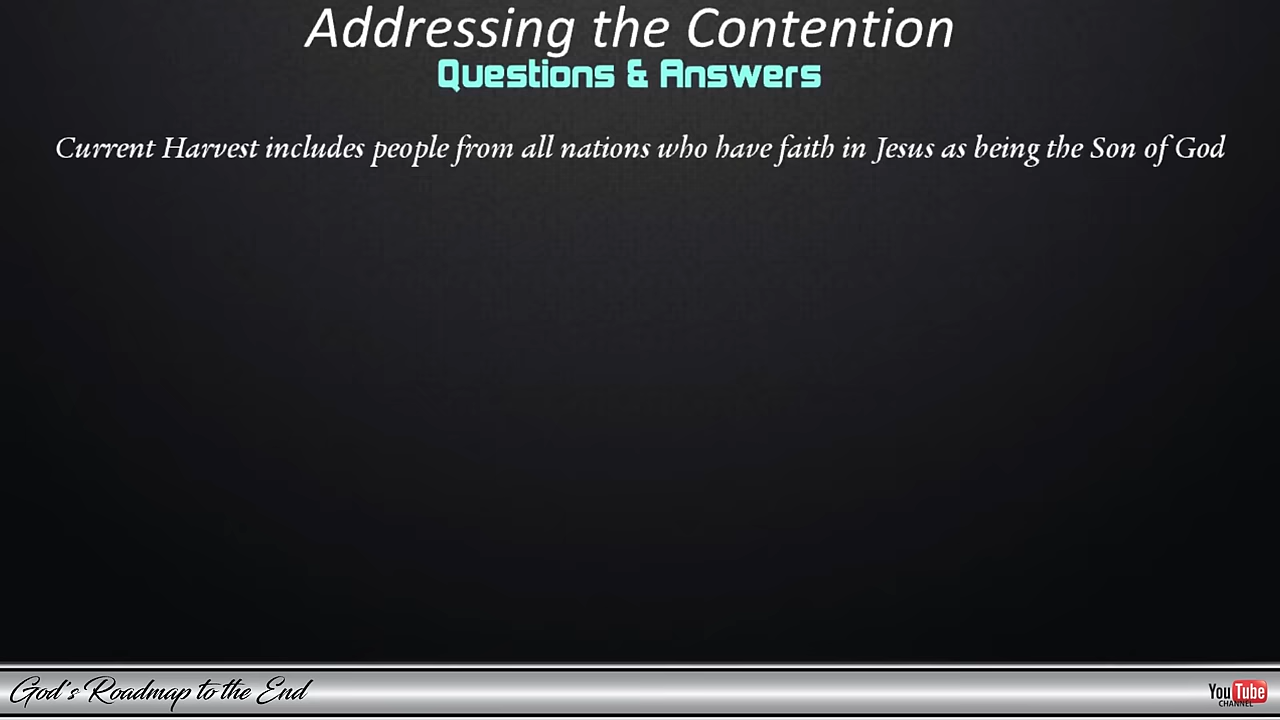 Addressing the Contention
Questions & Answers
Current Harvest includes people from all nations who have faith in Jesus as being the Son of God
God's Roadmap to the End
YouTube
CHANNEL